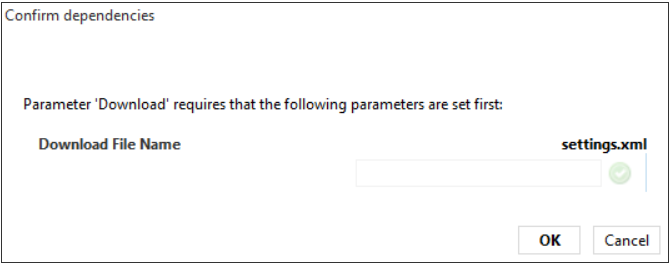 Confirm dependencies
Parameter 'Download' requires that the following parameters are set first:
Download File Name settings.xml
OK Cancel